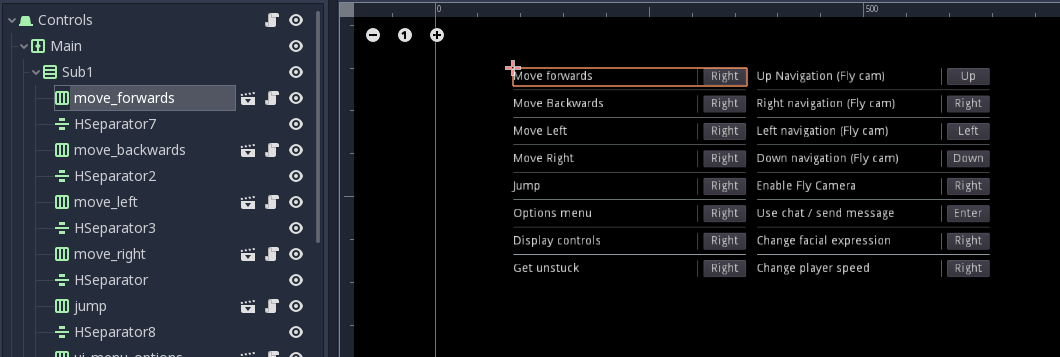 Controls
Main
Sub1
move_forwards
HSeparator7
move_backwards
HSeparator2
move_left
HSeparator3
move_right
HSeparator
jump
HSeparator8
ui_menu_options
0 500
1
Move forwards Right Up Navigation (Fly cam) Up
Move Backwards Right Right navigation (Fly cam) Right
Move Left Right Left navigation (Fly cam) Left
Move Right Right Down navigation (Fly cam) Down
Jump Right Enable Fly Camera Right
Options menu Right Use chat / send message Enter
Display controls Right Change facial expression Right
Get unstuck Right Change player speed Right